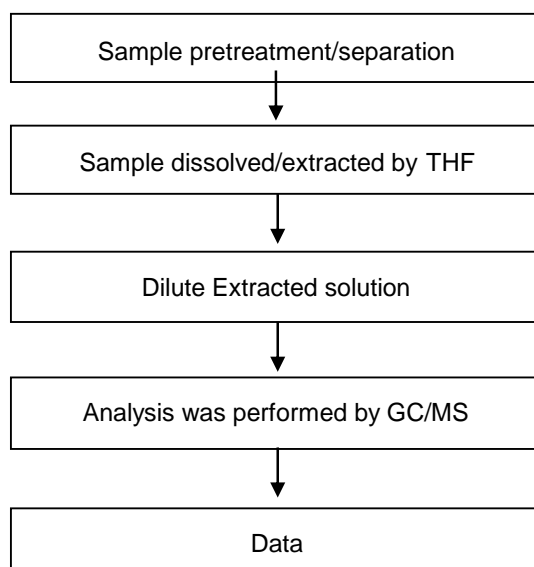 Sample pretreatment/separation
Sample dissolved/extracted by THF
Dilute Extracted solution
Analysis was performed by GC/MS
Data